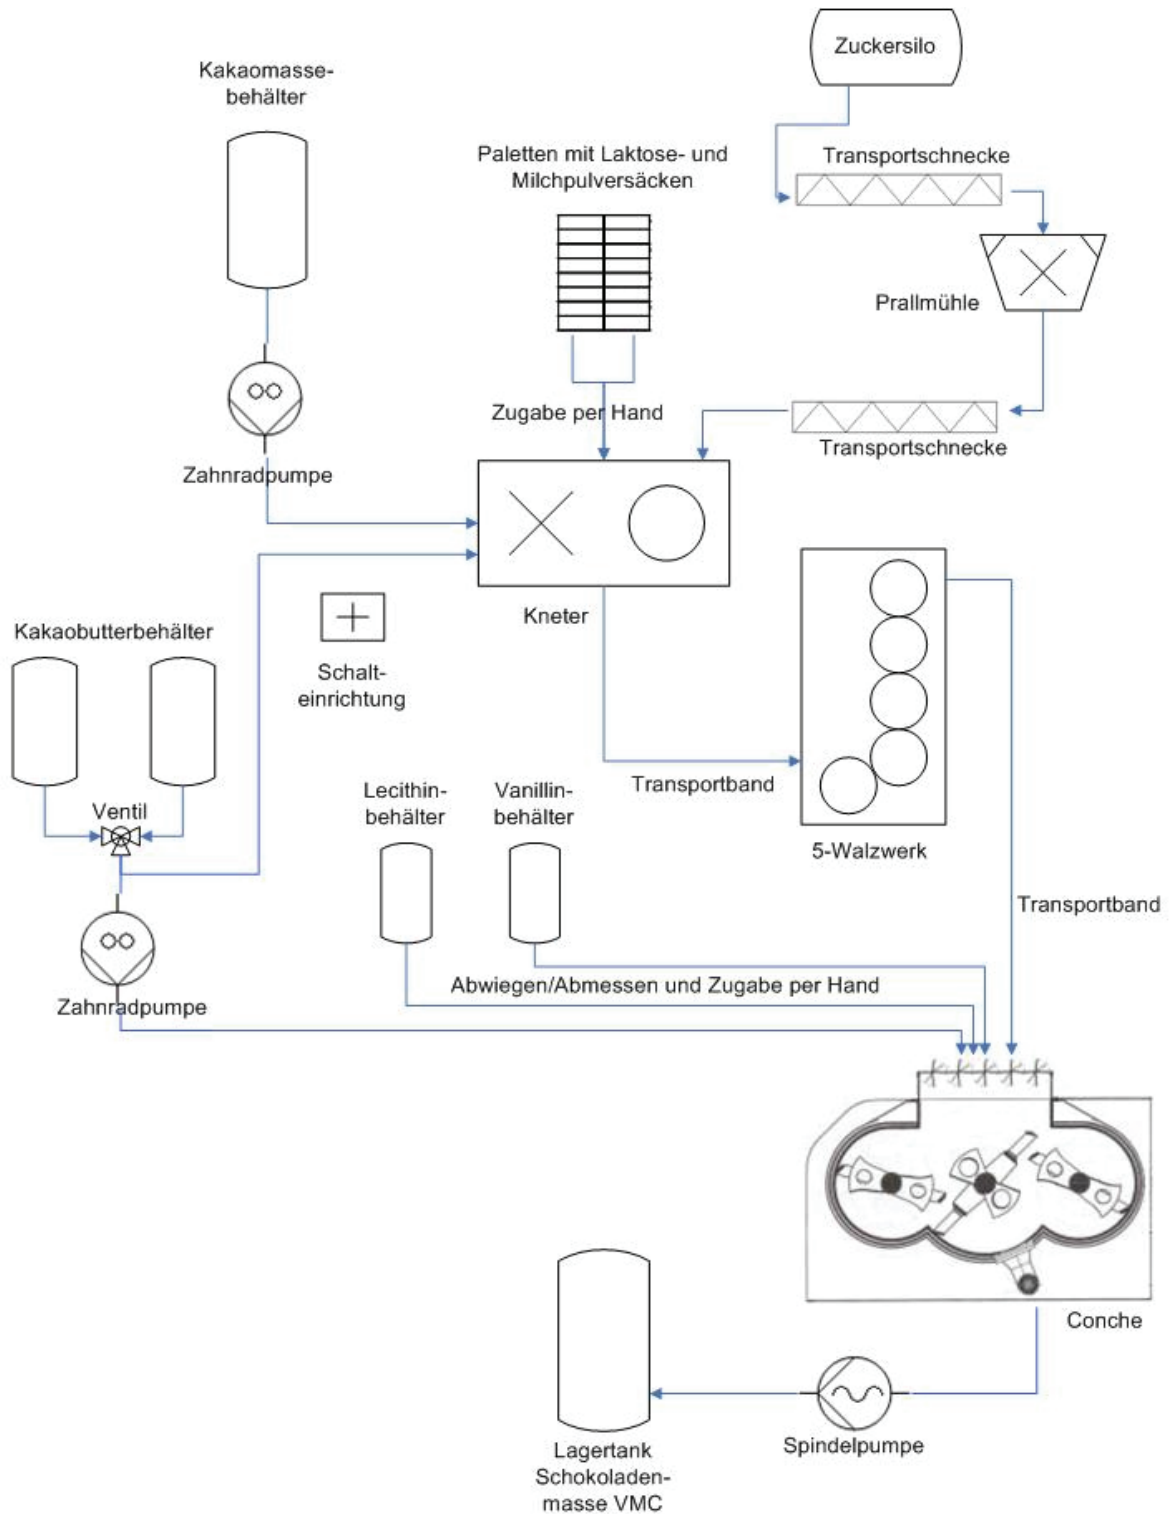 Zuckersilo
Kakaomasse-
behälter
Paletten mit Laktose- und
Milchpulversäcken
Transportschnecke
Prallmühle
Zugabe per Hand
Transportschnecke
Zahnradpumpe
Kneter
Kakaobutterbehälter
Schalt-
einrichtung
Transportband
Lecithin-
behälter
Vanillin-
behälter
Ventil
5-Walzwerk
Transportband
Abwiegen/Abmessen und Zugabe per Hand
Zahnradpumpe
Conche
Spindelpumpe
Lagertank
Schokoladen-
masse VMC